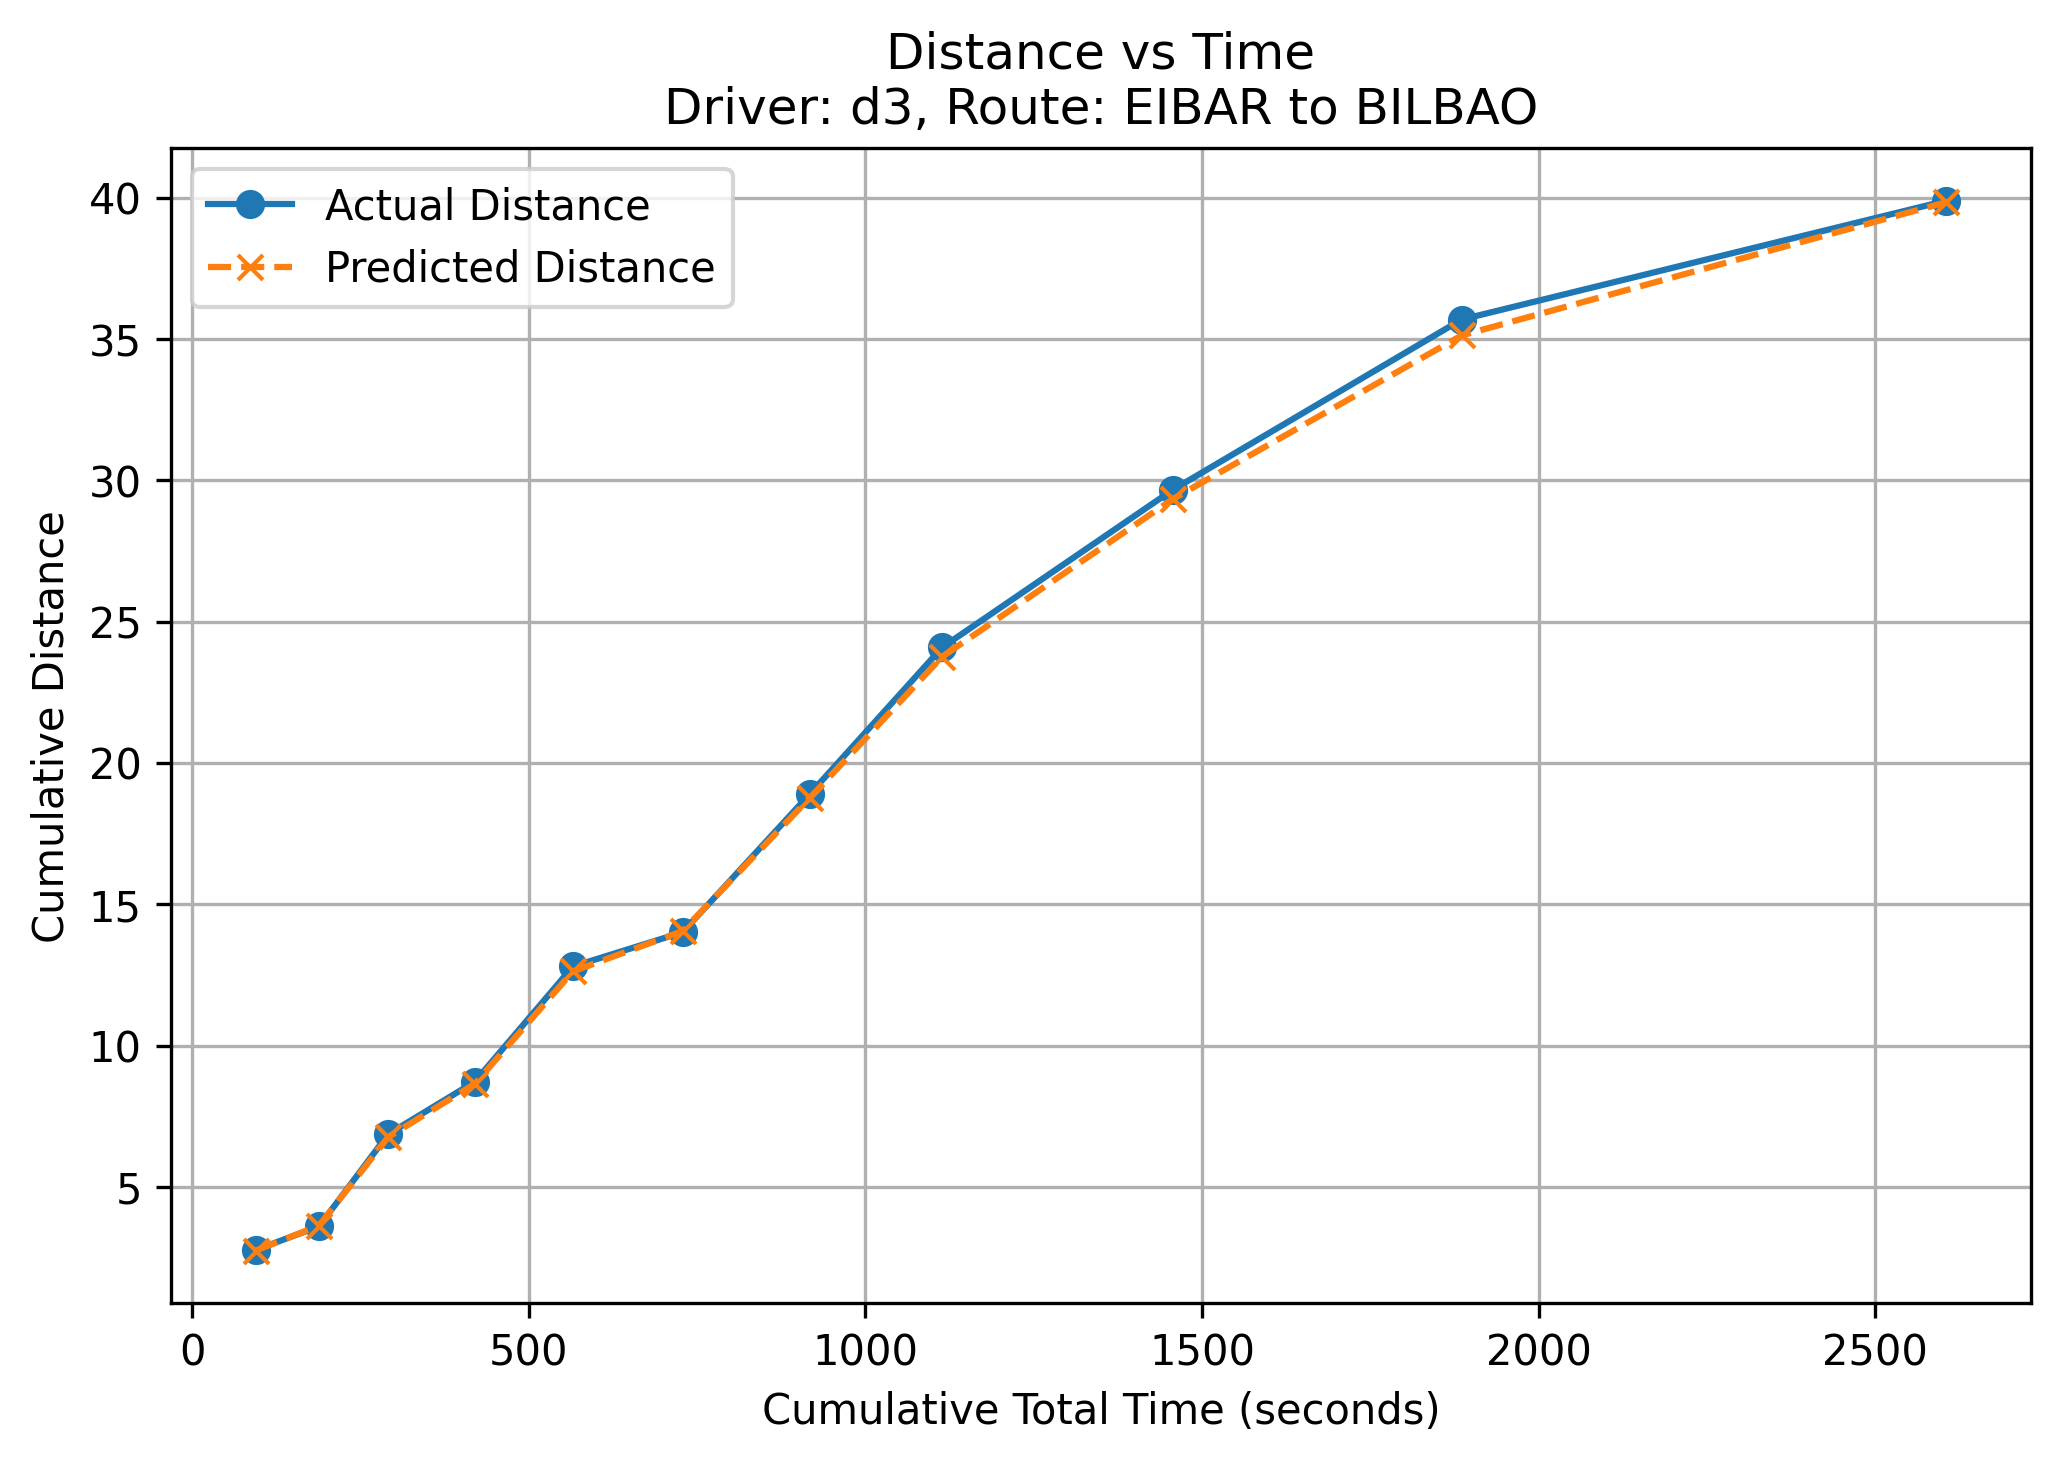 Distance vs Time
Driver: d3, Route: EIBAR to BILBAO
Actual Distance
Predicted Distance
40
35
30
25
20
15
10
5
Cumulative Distance
0 500 1000 1500 2000 2500
Cumulative Total Time (seconds)